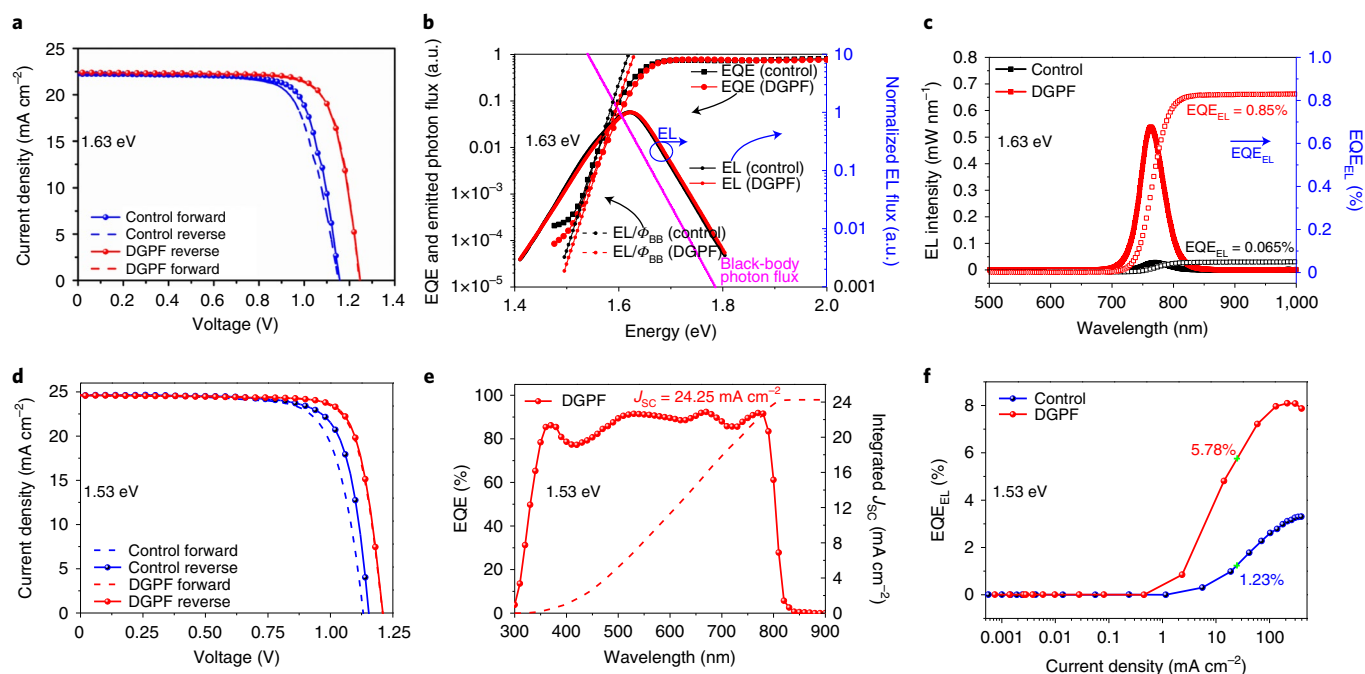 a
Current density (mA cm⁻²)
25
20
15
10
5
0
1.63 eV
Control forward
Control reverse
DGPF reverse
DGPF forward
0 0.2 0.4 0.6 0.8 1.0 1.2 1.4
Voltage (V)
b
EQE and emitted photon flux (a.u.)
1
0.1
0.01
1×10⁻³
1×10⁻⁴
1×10⁻⁵
1.63 eV
EQE (control)
EQE (DGPF)
EL
EL (control)
EL (DGPF)
EL/Φ_BB (control)
EL/Φ_BB (DGPF)
Black-body
photon flux
10
1
0.1
0.01
0.001
Normalized EL flux (a.u.)
1.4 1.6 1.8 2.0
Energy (eV)
c
EL intensity (mW nm⁻¹)
0.8
0.7
0.6
0.5
0.4
0.3
0.2
0.1
0
Control
DGPF
1.63 eV
EQE_EL = 0.85%
EQE_EL
EQE_EL = 0.065%
1.0
0.8
0.6
0.4
0.2
0
EQE_EL (%)
500 600 700 800 900 1,000
Wavelength (nm)
d
Current density (mA cm⁻²)
25
20
15
10
5
0
1.53 eV
Control forward
Control reverse
DGPF forward
DGPF reverse
0 0.25 0.50 0.75 1.00 1.25
Voltage (V)
e
EQE (%)
100
80
60
40
20
0
DGPF
J_SC = 24.25 mA cm⁻²
1.53 eV
24
20
16
12
8
4
0
Integrated J_SC (mA cm⁻²)
300 400 500 600 700 800 900
Wavelength (nm)
f
EQE_EL (%)
8
6
4
2
0
Control
DGPF
5.78%
1.53 eV
1.23%
0.001 0.01 0.1 1 10 100
Current density (mA cm⁻²)